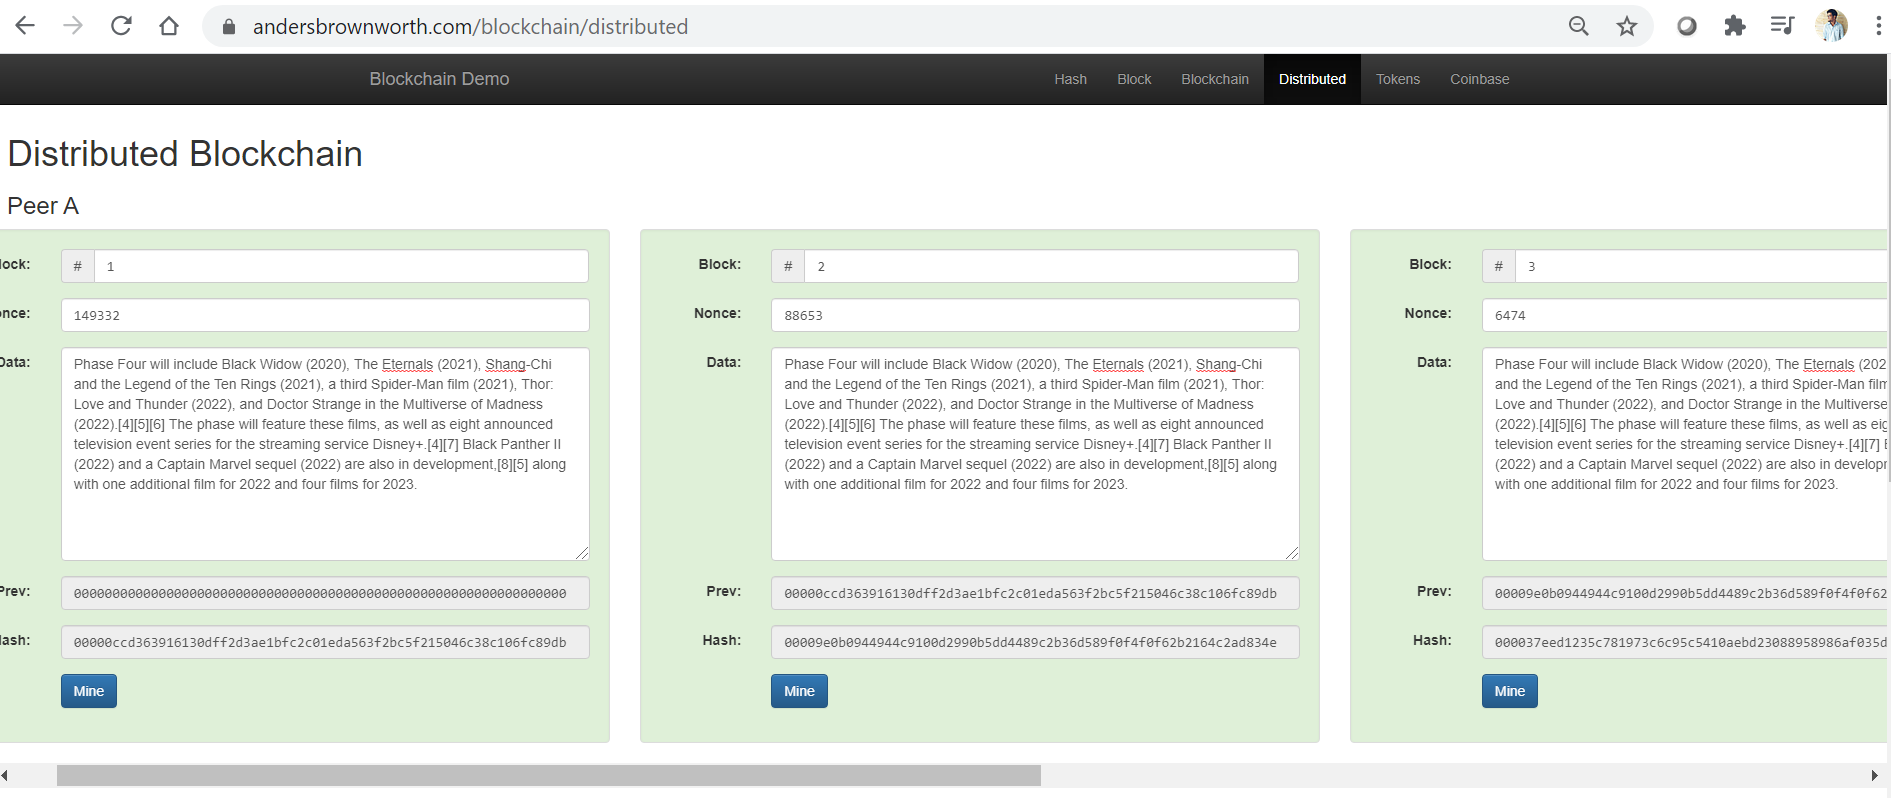 andersbrownworth.com/blockchain/distributed
Blockchain Demo
Hash
Block
Blockchain
Distributed
Tokens
Coinbase
Distributed Blockchain
Peer A
lock:
# 1
once:
149332
Data:
Phase Four will include Black Widow (2020), The Eternals (2021), Shang-Chi
and the Legend of the Ten Rings (2021), a third Spider-Man film (2021), Thor:
Love and Thunder (2022), and Doctor Strange in the Multiverse of Madness
(2022).[4][5][6] The phase will feature these films, as well as eight announced
television event series for the streaming service Disney+.[4][7] Black Panther II
(2022) and a Captain Marvel sequel (2022) are also in development,[8][5] along
with one additional film for 2022 and four films for 2023.
Prev:
0000000000000000000000000000000000000000000000000000000000000000
lash:
00000ccd363916130dff2d3ae1bfc2c01eda563f2bc5f215046c38c106fc89db
Mine
Block:
# 2
Nonce:
88653
Data:
Phase Four will include Black Widow (2020), The Eternals (2021), Shang-Chi
and the Legend of the Ten Rings (2021), a third Spider-Man film (2021), Thor:
Love and Thunder (2022), and Doctor Strange in the Multiverse of Madness
(2022).[4][5][6] The phase will feature these films, as well as eight announced
television event series for the streaming service Disney+.[4][7] Black Panther II
(2022) and a Captain Marvel sequel (2022) are also in development,[8][5] along
with one additional film for 2022 and four films for 2023.
Prev:
00000ccd363916130dff2d3ae1bfc2c01eda563f2bc5f215046c38c106fc89db
Hash:
00009e0b0944944c9100d2990b5dd4489c2b36d589f0f4f0f62b2164c2ad834e
Mine
Block:
# 3
Nonce:
6474
Data:
Phase Four will include Black Widow (2020), The Eternals (202
and the Legend of the Ten Rings (2021), a third Spider-Man film
Love and Thunder (2022), and Doctor Strange in the Multiverse
(2022).[4][5][6] The phase will feature these films, as well as eig
television event series for the streaming service Disney+.[4][7] B
(2022) and a Captain Marvel sequel (2022) are also in develop
with one additional film for 2022 and four films for 2023.
Prev:
00009e0b0944944c9100d2990b5dd4489c2b36d589f0f4f0f62
Hash:
000037eed1235c781973c6c95c5410aebd23088958986af035d
Mine